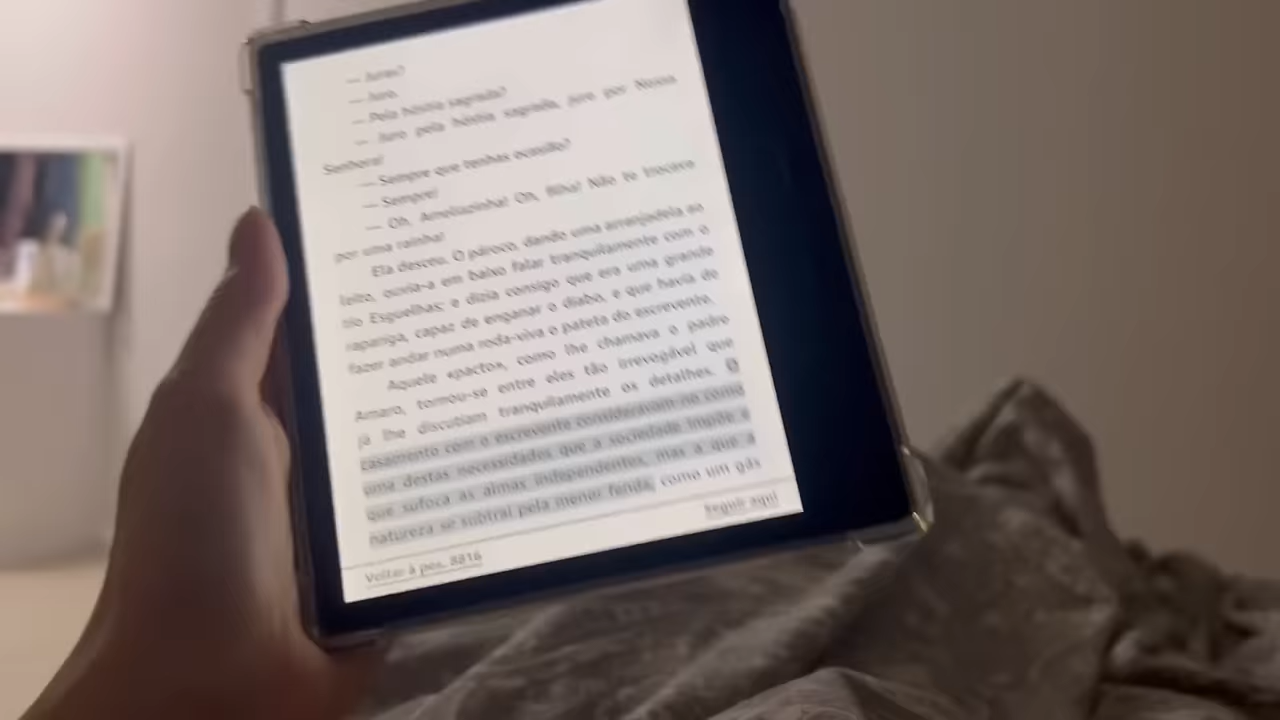 — Juras?
— Juro.
— Pela hóstia sagrada?
— Juro pela hóstia sagrada, juro por Nossa
Senhora!
— Sempre que tenhas ocasião?
— Sempre!
— Oh, Ameliazinha! Oh, filha! Não te trocava
por uma rainha!
Ela desceu. O pároco, dando uma arranjadela ao
leito, ouvia-a em baixo falar tranquilamente com o
tio Esguelhas; e dizia consigo que era uma grande
rapariga, capaz de enganar o diabo, e que havia de
fazer andar numa roda-viva o pateta do escrevente.
Aquele «pacto», como lhe chamava o padre
Amaro, tornou-se entre eles tão irrevogável que
já lhe discutiam tranquilamente os detalhes. O
casamento com o escrevente consideravam-no como
uma destas necessidades que a sociedade impõe e
que sufoca as almas independentes, mas a que a
natureza se subtrai pela menor fenda, como um gás
Seguir aqui
Voltar à pos. 8816